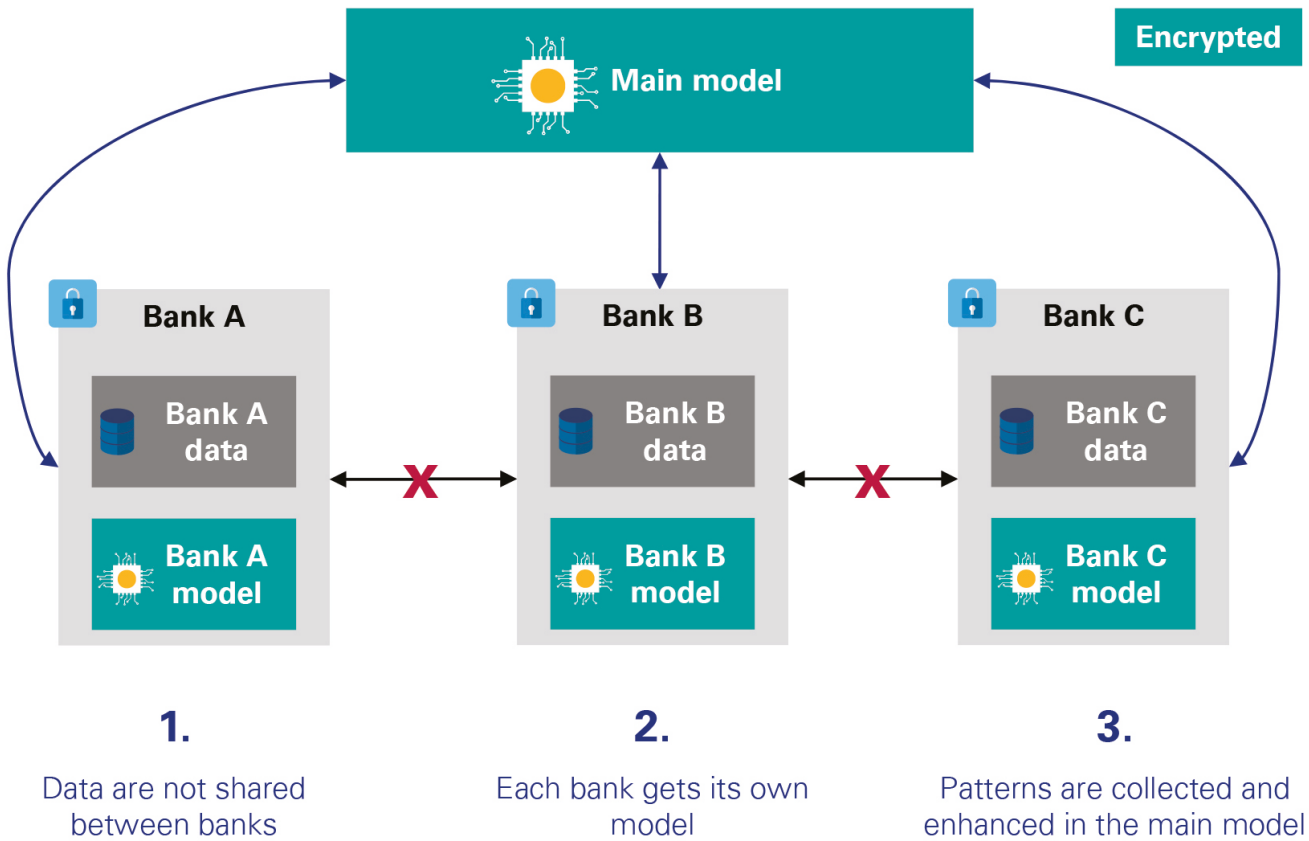 Encrypted
Main model
Bank A
Bank B
Bank C
Bank A
data
Bank B
data
Bank C
data
X
X
Bank A
model
Bank B
model
Bank C
model
1.
Data are not shared
between banks
2.
Each bank gets its own
model
3.
Patterns are collected and
enhanced in the main model